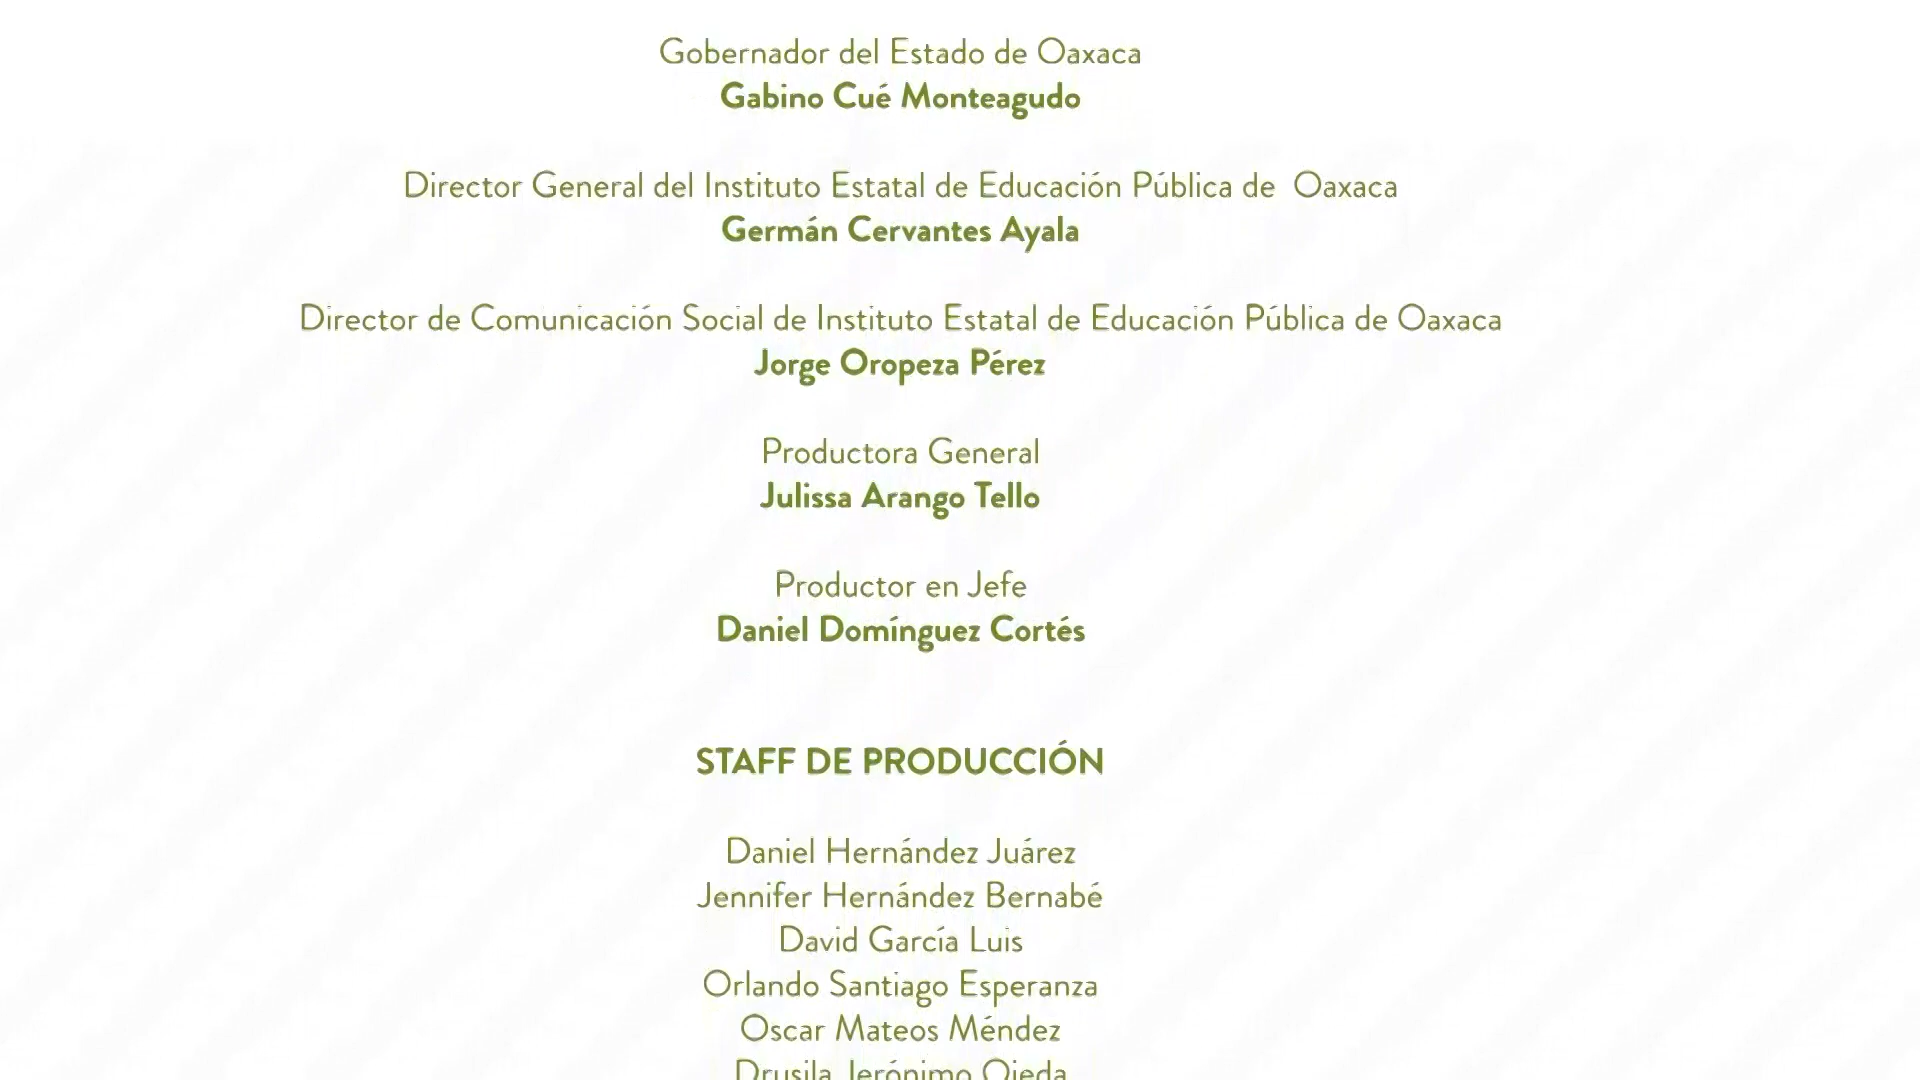 Gobernador del Estado de Oaxaca
Gabino Cué Monteagudo
Director General del Instituto Estatal de Educación Pública de Oaxaca
Germán Cervantes Ayala
Director de Comunicación Social de Instituto Estatal de Educación Pública de Oaxaca
Jorge Oropeza Pérez
Productora General
Julissa Arango Tello
Productor en Jefe
Daniel Domínguez Cortés
STAFF DE PRODUCCIÓN
Daniel Hernández Juárez
Jennifer Hernández Bernabé
David García Luis
Orlando Santiago Esperanza
Oscar Mateos Méndez
Drusila Jerónimo Ojeda